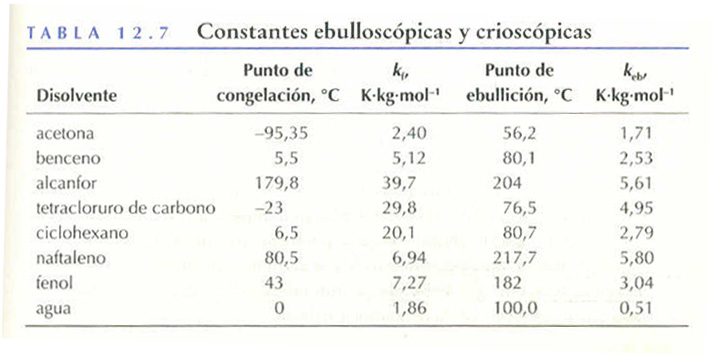 TABLA 12.7 Constantes ebulloscópicas y crioscópicas
Punto de kf, Punto de keb,
Disolvente congelación, °C K·kg·mol⁻¹ ebullición, °C K·kg·mol⁻¹
acetona −95,35 2,40 56,2 1,71
benceno 5,5 5,12 80,1 2,53
alcanfor 179,8 39,7 204 5,61
tetracloruro de carbono −23 29,8 76,5 4,95
ciclohexano 6,5 20,1 80,7 2,79
naftaleno 80,5 6,94 217,7 5,80
fenol 43 7,27 182 3,04
agua 0 1,86 100,0 0,51